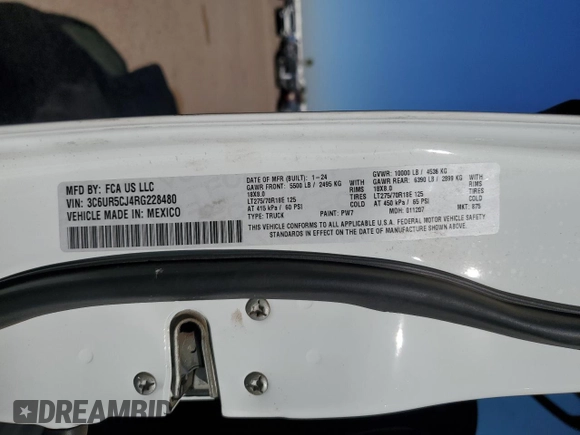 MFD BY: FCA US LLC
VIN: 3C6UR5CJ4RG228480
VEHICLE MADE IN: MEXICO
DATE OF MFR (BUILT): 1-24
GAWR FRONT: 5500 LB / 2495 KG WITH
18X8.0 RIMS
LT275/70R18E 125 TIRES
AT 415 kPa / 60 PSI COLD
TYPE: TRUCK PAINT: PW7
GVWR: 10000 LB / 4536 KG
GAWR REAR: 6390 LB / 2899 KG WITH
18X8.0 RIMS
LT275/70R18E 125 TIRES
AT 450 kPa / 65 PSI COLD
MDH: 011207 MKT:
THIS VEHICLE CONFORMS TO ALL APPLICABLE U.S.A. FEDERAL MOTOR VEHICLE SAFETY
STANDARDS IN EFFECT ON THE DATE OF MANUFACTURE SHOWN ABOVE.
DREAMBID